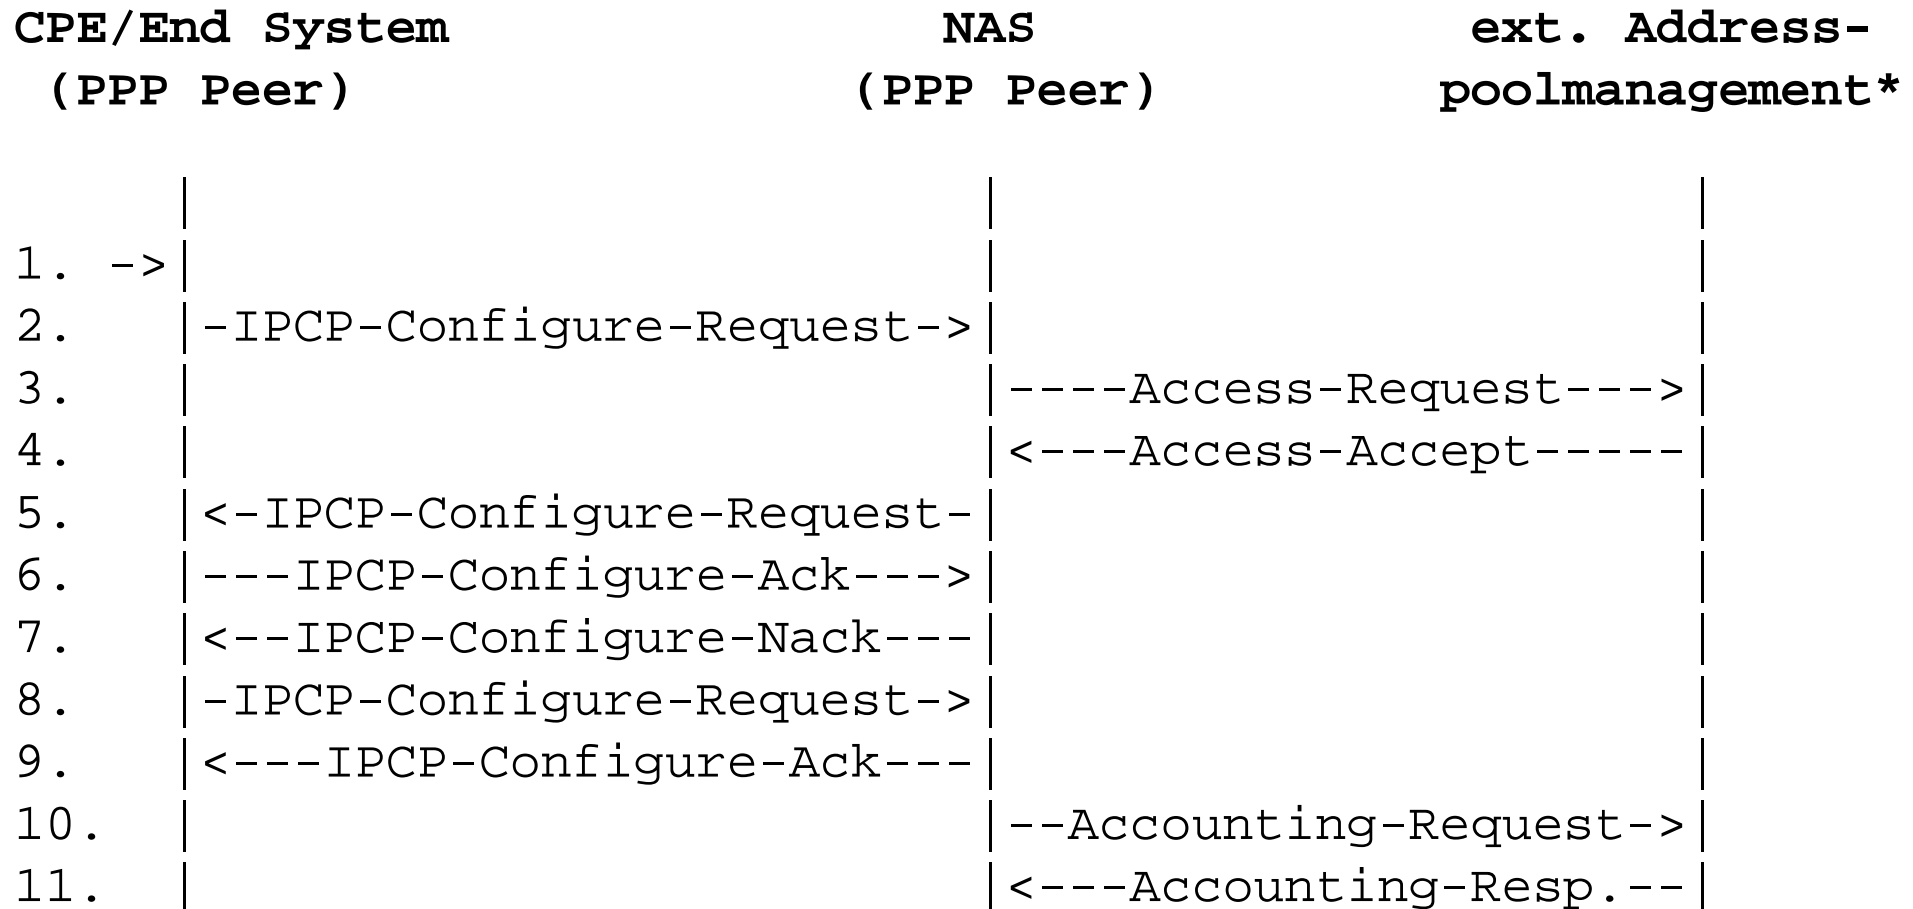 CPE/End System NAS ext. Address-
(PPP Peer) (PPP Peer) poolmanagement*
| | |
1. ->| | |
2. |-IPCP-Configure-Request->| |
3. | |----Access-Request--->|
4. | |<---Access-Accept-----|
5. |<-IPCP-Configure-Request-| |
6. |---IPCP-Configure-Ack--->| |
7. |<--IPCP-Configure-Nack---| |
8. |-IPCP-Configure-Request->| |
9. |<---IPCP-Configure-Ack---| |
10. | |--Accounting-Request->|
11. | |<---Accounting-Resp.--|